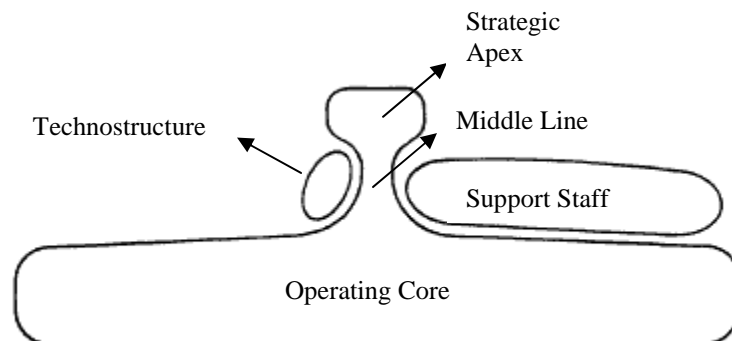 Strategic
Apex
Technostructure
Middle Line
Support Staff
Operating Core